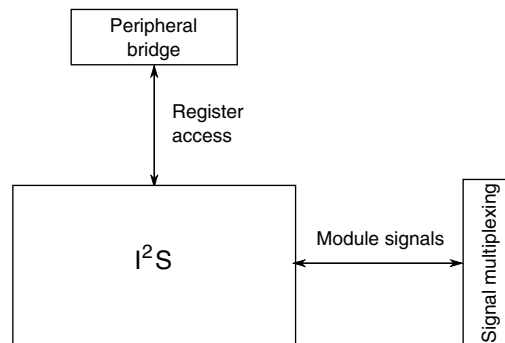 Peripheral
bridge
Register
access
I²S
Module signals
Signal multiplexing